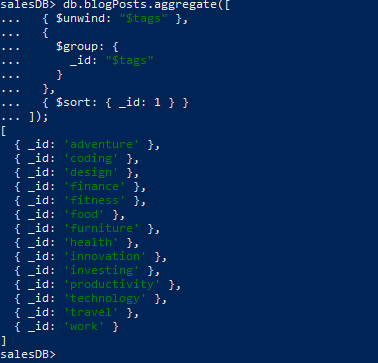 salesDB> db.blogPosts.aggregate([
...   { $unwind: "$tags" },
...   {
...     $group: {
...       _id: "$tags"
...     }
...   },
...   { $sort: { _id: 1 } }
... ]);
[
  { _id: 'adventure' },
  { _id: 'coding' },
  { _id: 'design' },
  { _id: 'finance' },
  { _id: 'fitness' },
  { _id: 'food' },
  { _id: 'furniture' },
  { _id: 'health' },
  { _id: 'innovation' },
  { _id: 'investing' },
  { _id: 'productivity' },
  { _id: 'technology' },
  { _id: 'travel' },
  { _id: 'work' }
]
salesDB>